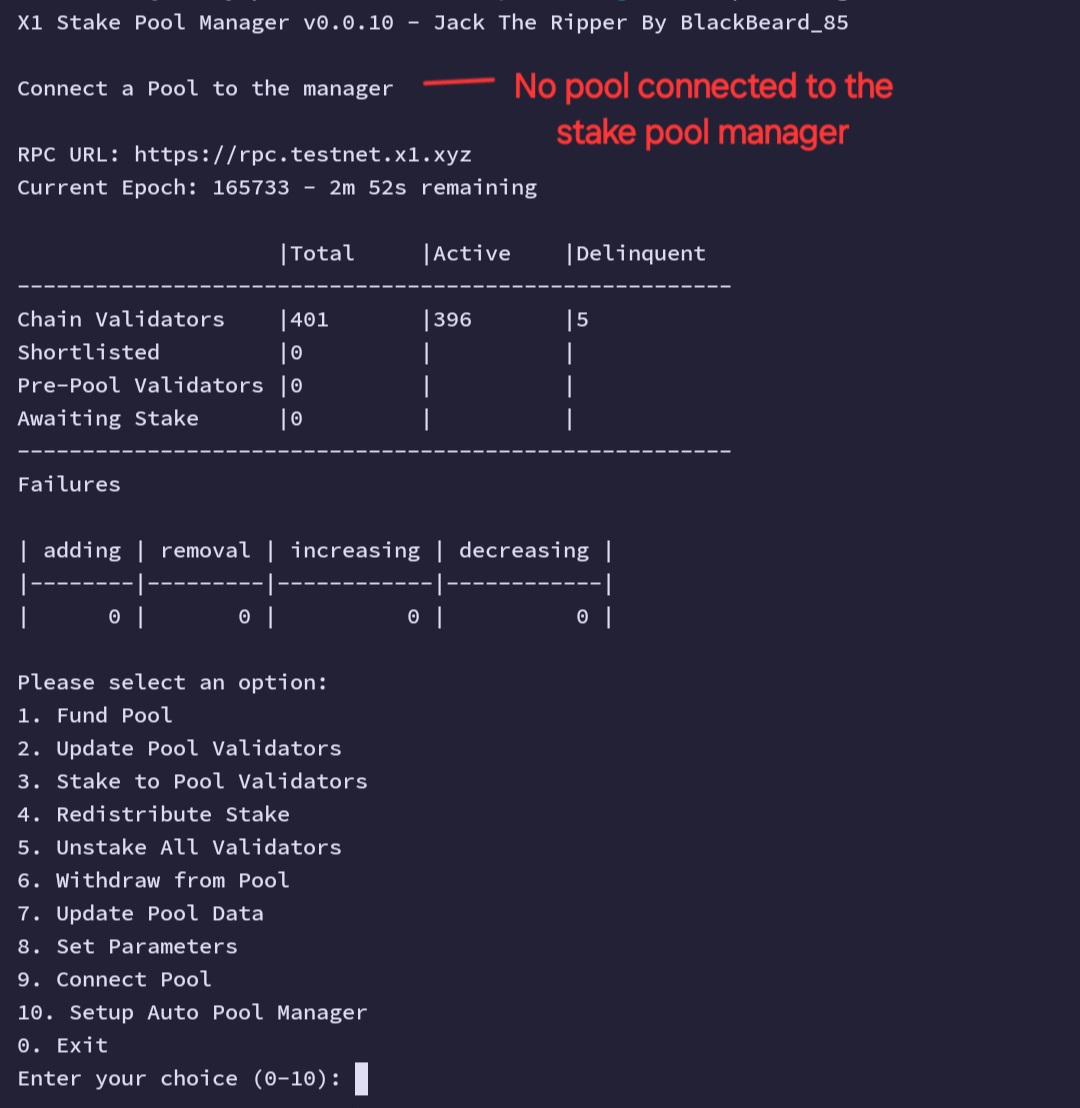 X1 Stake Pool Manager v0.0.10 - Jack The Ripper By BlackBeard_85
Connect a Pool to the manager
No pool connected to the
stake pool manager
RPC URL: https://rpc.testnet.x1.xyz
Current Epoch: 165733 - 2m 52s remaining
|Total |Active |Delinquent
-------------------------------------------------------
Chain Validators |401 |396 |5
Shortlisted |0 | |
Pre-Pool Validators |0 | |
Awaiting Stake |0 | |
-------------------------------------------------------
Failures
| adding | removal | increasing | decreasing |
|--------|---------|------------|------------|
| 0 | 0 | 0 | 0 |
Please select an option:
1. Fund Pool
2. Update Pool Validators
3. Stake to Pool Validators
4. Redistribute Stake
5. Unstake All Validators
6. Withdraw from Pool
7. Update Pool Data
8. Set Parameters
9. Connect Pool
10. Setup Auto Pool Manager
0. Exit
Enter your choice (0-10):